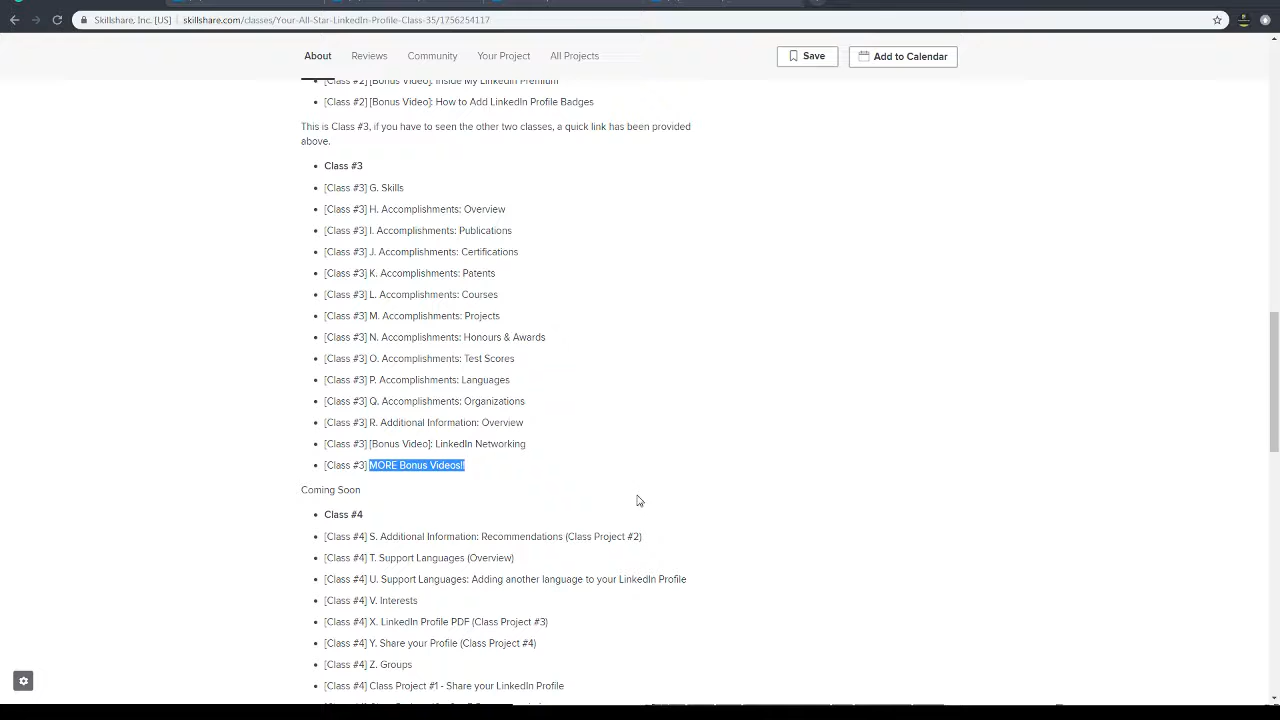 Skillshare, Inc. [US] | skillshare.com/classes/Your-All-Star-LinkedIn-Profile-Class-35/1756254117
About Reviews Community Your Project All Projects Save Add to Calendar
[Class #2] [Bonus Video]: Inside My LinkedIn Premium
• [Class #2] [Bonus Video]: How to Add LinkedIn Profile Badges
This is Class #3, if you have to seen the other two classes, a quick link has been provided
above.
• Class #3
• [Class #3] G. Skills
• [Class #3] H. Accomplishments: Overview
• [Class #3] I. Accomplishments: Publications
• [Class #3] J. Accomplishments: Certifications
• [Class #3] K. Accomplishments: Patents
• [Class #3] L. Accomplishments: Courses
• [Class #3] M. Accomplishments: Projects
• [Class #3] N. Accomplishments: Honours & Awards
• [Class #3] O. Accomplishments: Test Scores
• [Class #3] P. Accomplishments: Languages
• [Class #3] Q. Accomplishments: Organizations
• [Class #3] R. Additional Information: Overview
• [Class #3] [Bonus Video]: LinkedIn Networking
• [Class #3] MORE Bonus Videos!!
Coming Soon
• Class #4
• [Class #4] S. Additional Information: Recommendations (Class Project #2)
• [Class #4] T. Support Languages (Overview)
• [Class #4] U. Support Languages: Adding another language to your LinkedIn Profile
• [Class #4] V. Interests
• [Class #4] X. LinkedIn Profile PDF (Class Project #3)
• [Class #4] Y. Share your Profile (Class Project #4)
• [Class #4] Z. Groups
• [Class #4] Class Project #1 - Share your LinkedIn Profile